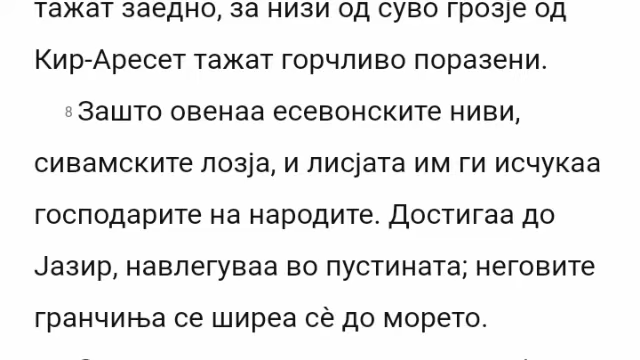 тажат заедно, за низи од суво грозје од
Кир-Аресет тажат горчливо поразени.
8 Зашто овенаа есевонските ниви,
сивамските лозја, и лисјата им ги исчукаа
господарите на народите. Достигаа до
Јазир, навлегуваа во пустината; неговите
гранчиња се ширеа сѐ до морето.